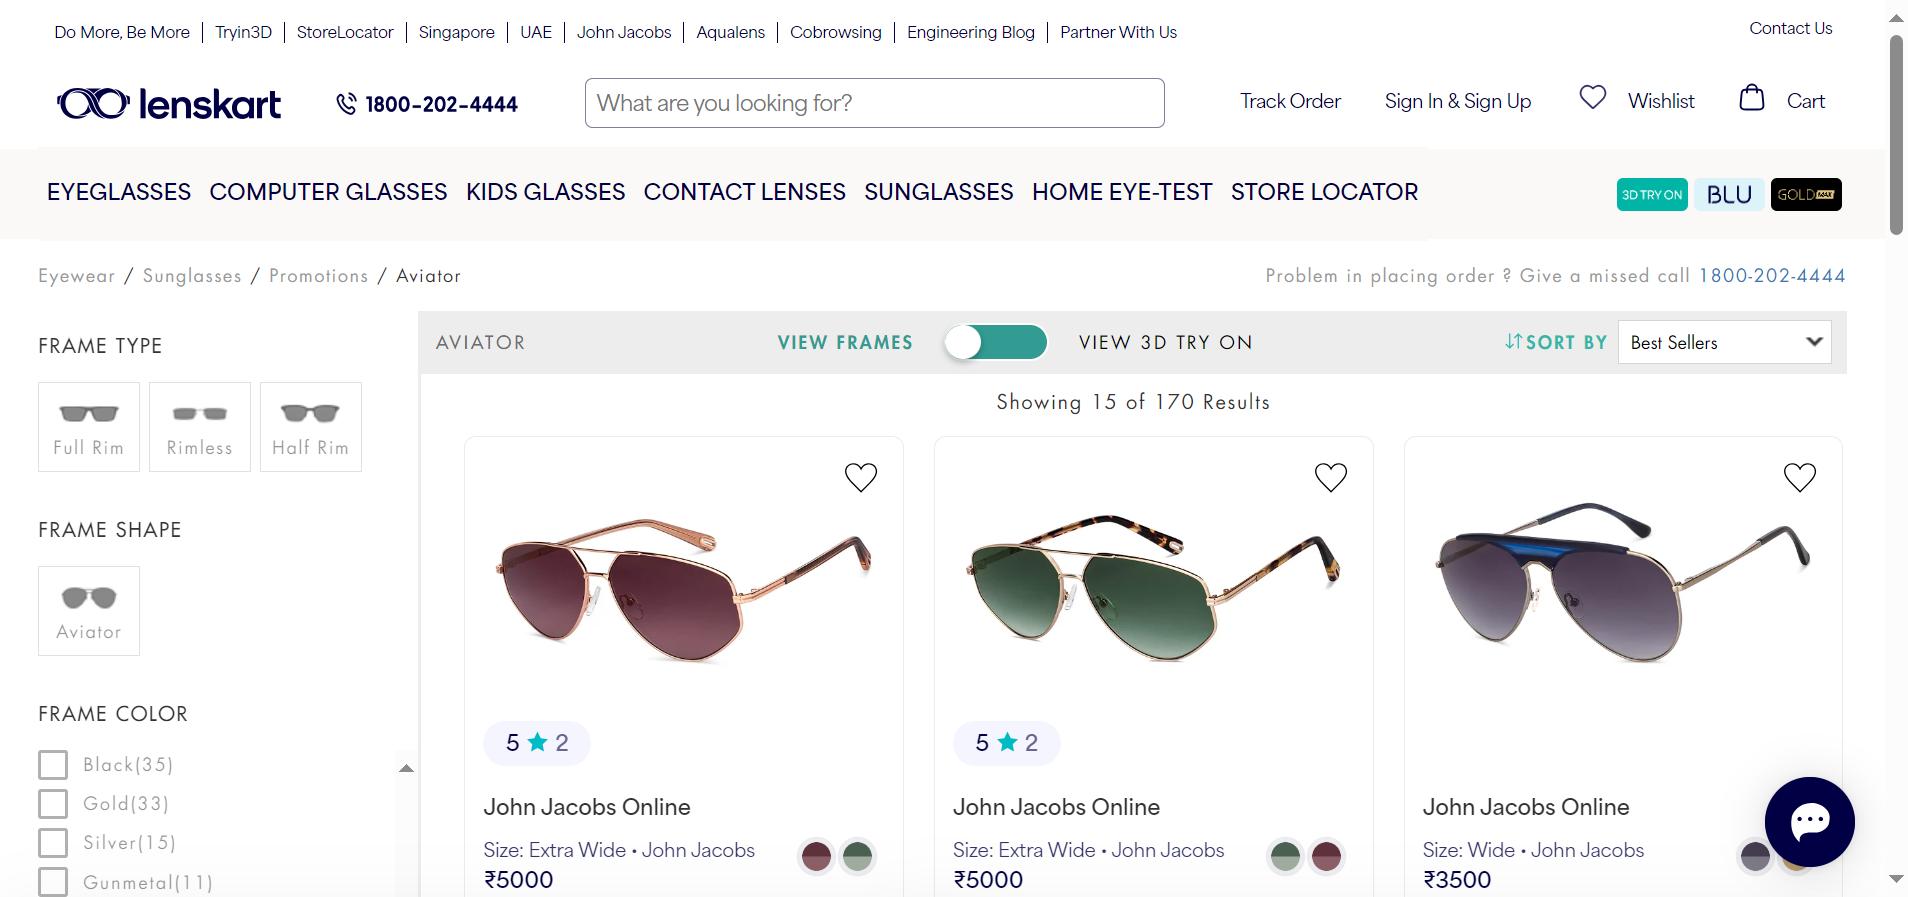 Do More, Be More | Tryin3D | StoreLocator | Singapore | UAE | John Jacobs | Aqualens | Cobrowsing | Engineering Blog | Partner With Us
Contact Us
lenskart
1800-202-4444
What are you looking for?
Track Order
Sign In & Sign Up
Wishlist
Cart
EYEGLASSES COMPUTER GLASSES KIDS GLASSES CONTACT LENSES SUNGLASSES HOME EYE-TEST STORE LOCATOR
3D TRY ON
BLU
GOLD MAX
Eyewear / Sunglasses / Promotions / Aviator
Problem in placing order ? Give a missed call 1800-202-4444
FRAME TYPE
Full Rim
Rimless
Half Rim
FRAME SHAPE
Aviator
FRAME COLOR
Black(35)
Gold(33)
Silver(15)
Gunmetal(11)
AVIATOR
VIEW FRAMES
VIEW 3D TRY ON
SORT BY
Best Sellers
Showing 15 of 170 Results
5 ★ 2
John Jacobs Online
Size: Extra Wide • John Jacobs
₹5000
5 ★ 2
John Jacobs Online
Size: Extra Wide • John Jacobs
₹5000
John Jacobs Online
Size: Wide • John Jacobs
₹3500